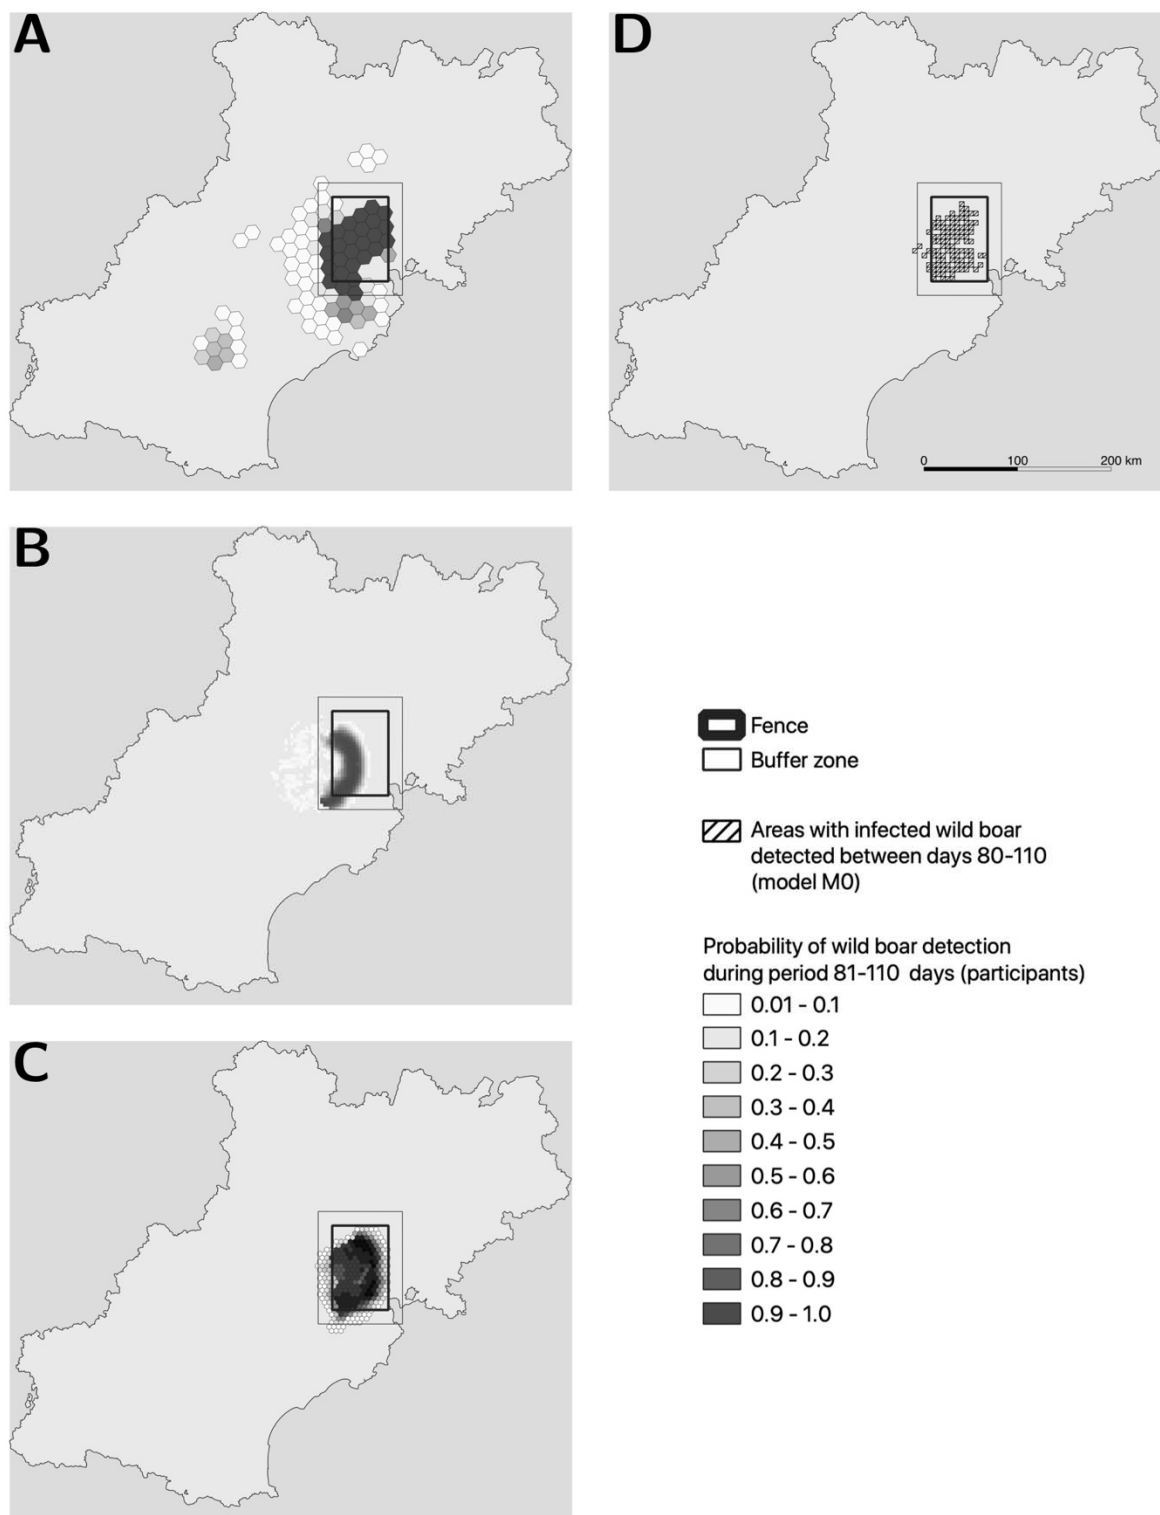 A
D
0 100 200 km
B
Fence
Buffer zone
Areas with infected wild boar
detected between days 80-110
(model M0)
Probability of wild boar detection
during period 81-110 days (participants)
0.01 - 0.1
0.1 - 0.2
0.2 - 0.3
0.3 - 0.4
0.4 - 0.5
0.5 - 0.6
0.6 - 0.7
0.7 - 0.8
0.8 - 0.9
0.9 - 1.0
C